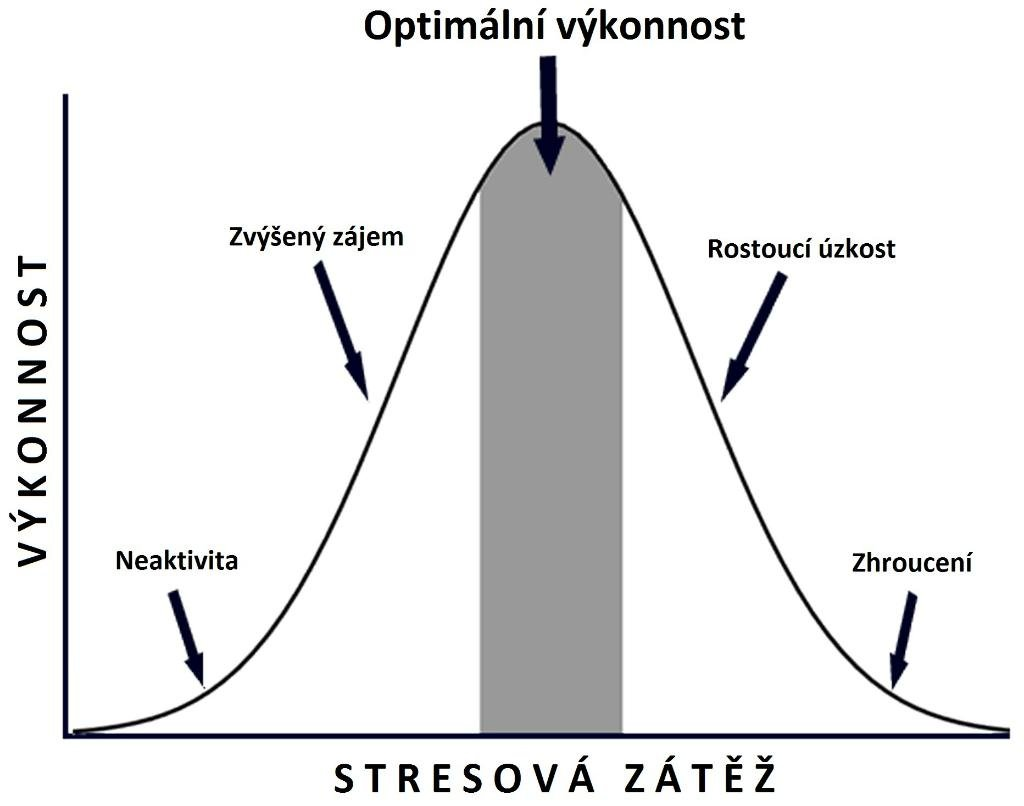 Optimální výkonnost
Zvýšený zájem
Rostoucí úzkost
VÝKONNOST
Neaktivita
Zhroucení
STRESOVÁ ZÁTĚŽ